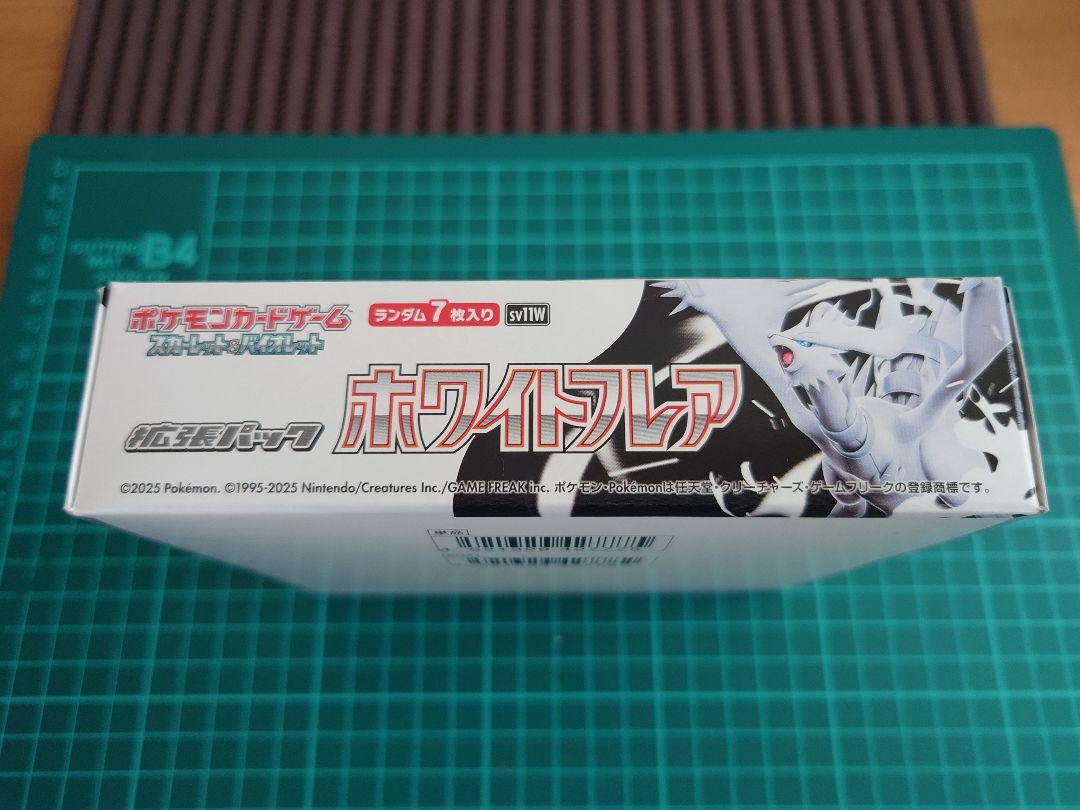 CUTTING
MAT B4
ポケモンカードゲーム
スカーレット&バイオレット
ランダム7枚入り sv11W
拡張パック ホワイトフレア
©2025 Pokémon. ©1995-2025 Nintendo/Creatures Inc./GAME FREAK inc. ポケモン・Pokémonは任天堂・クリーチャーズ・ゲームフリークの登録商標です。
単品